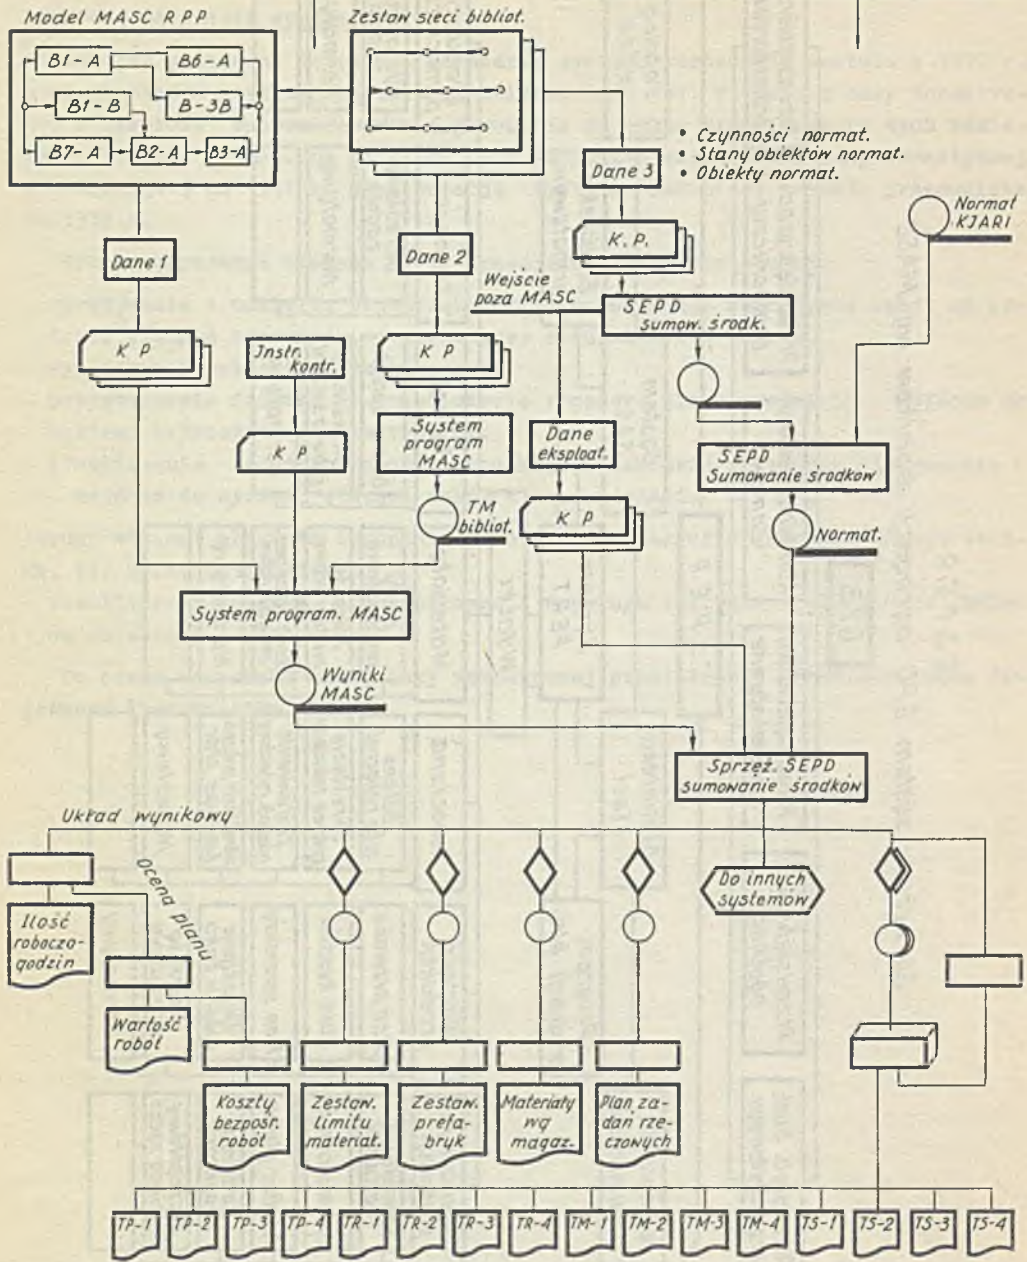 Model MASC RPP
Zestaw sieci bibliot.
B1-A
B6-A
B1-B
B-3B
B7-A
B2-A
B3-A
Dane 3
• Czynności normat.
• Stany obiektów normat.
• Obiekty normat.
Normat
KJARI
K. P.
Dane 1
Dane 2
Wejście
poza MASC
SEPD
sumow. środk.
K P
Jnstr.
kontr.
K P
K P
System
program
MASC
Dane
eksploat.
SEPD
Sumowanie środków
TM
bibliot.
K P
Normat.
System program. MASC
Wyniki
MASC
Sprzęż. SEPD
sumowanie środków
Układ wynikowy
Ocena planu
Do innych
systemów
Ilość
roboczo-
godzin
Wartość
robót
Koszty
bezpośr.
robót
Zestaw.
limitu
materiał.
Zestaw.
prefa-
bryk
Materiały
wg
magaz.
Plan za-
dań rze-
czowych
TP-1
TP-2
TP-3
TP-4
TR-1
TR-2
TR-3
TR-4
TM-1
TM-2
TM-3
TM-4
TS-1
TS-2
TS-3
TS-4